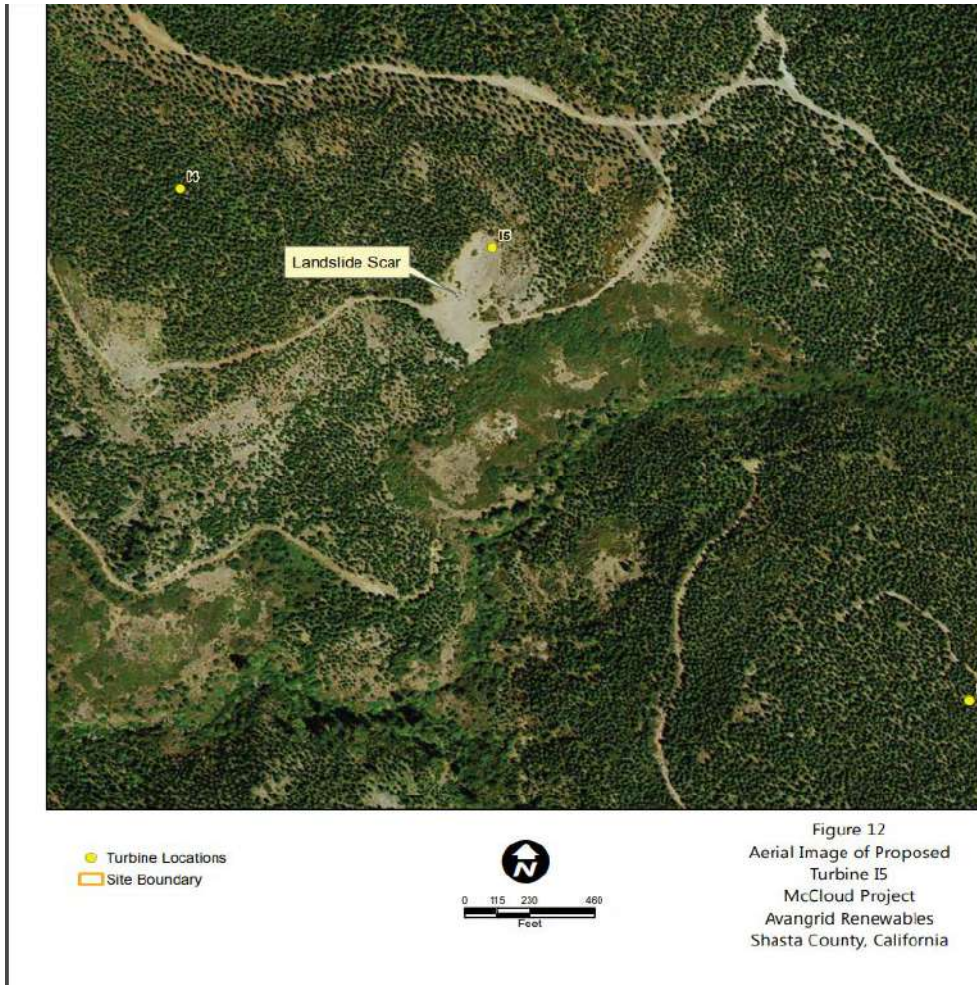 I4
I5
Landslide Scar
Turbine Locations
Site Boundary
N
0 115 230 460
Feet
Figure 12
Aerial Image of Proposed
Turbine I5
McCloud Project
Avangrid Renewables
Shasta County, California